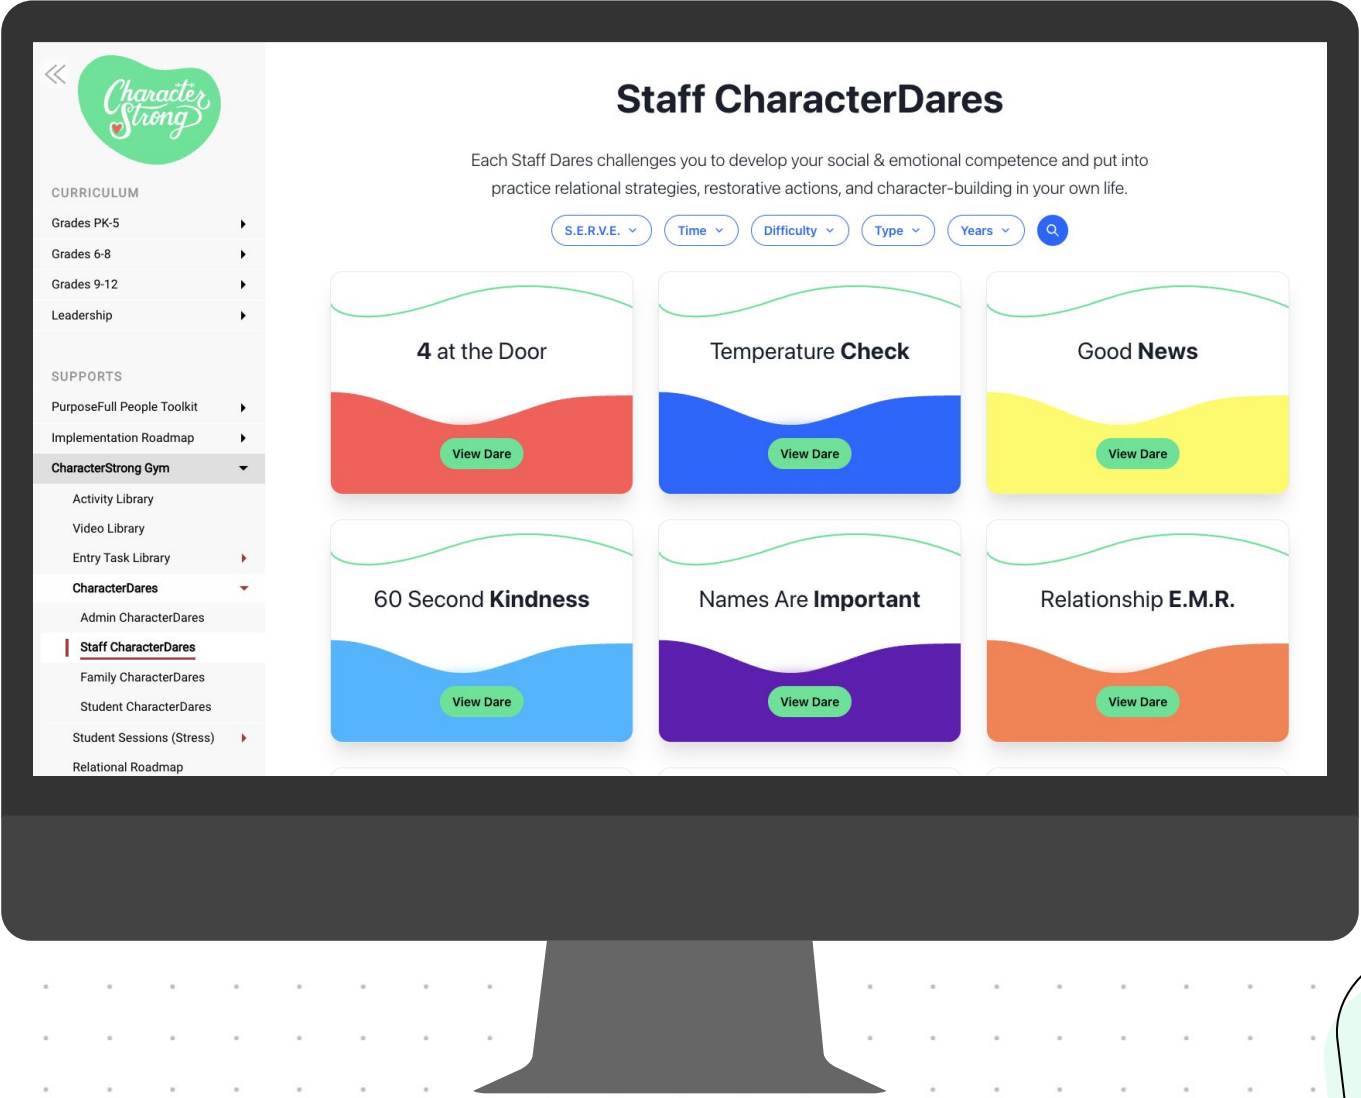 Character
Strong
CURRICULUM
Grades PK-5
Grades 6-8
Grades 9-12
Leadership
SUPPORTS
PurposeFull People Toolkit
Implementation Roadmap
CharacterStrong Gym
Activity Library
Video Library
Entry Task Library
CharacterDares
Admin CharacterDares
Staff CharacterDares
Family CharacterDares
Student CharacterDares
Student Sessions (Stress)
Relational Roadmap
Staff CharacterDares
Each Staff Dares challenges you to develop your social & emotional competence and put into
practice relational strategies, restorative actions, and character-building in your own life.
S.E.R.V.E. Time Difficulty Type Years
4 at the Door
View Dare
Temperature Check
View Dare
Good News
View Dare
60 Second Kindness
View Dare
Names Are Important
View Dare
Relationship E.M.R.
View Dare